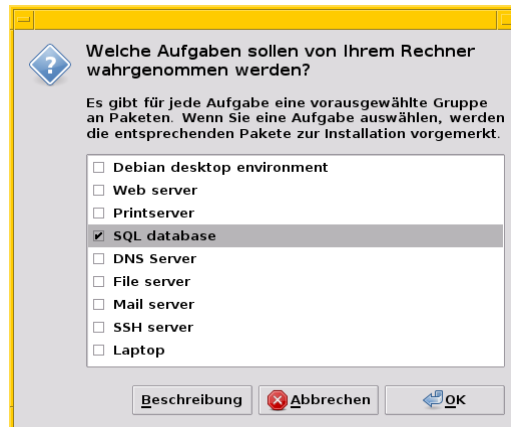 Welche Aufgaben sollen von Ihrem Rechner
wahrgenommen werden?
Es gibt für jede Aufgabe eine vorausgewählte Gruppe
an Paketen. Wenn Sie eine Aufgabe auswählen, werden
die entsprechenden Pakete zur Installation vorgemerkt.
Debian desktop environment
Web server
Printserver
SQL database
DNS Server
File server
Mail server
SSH server
Laptop
Beschreibung Abbrechen OK